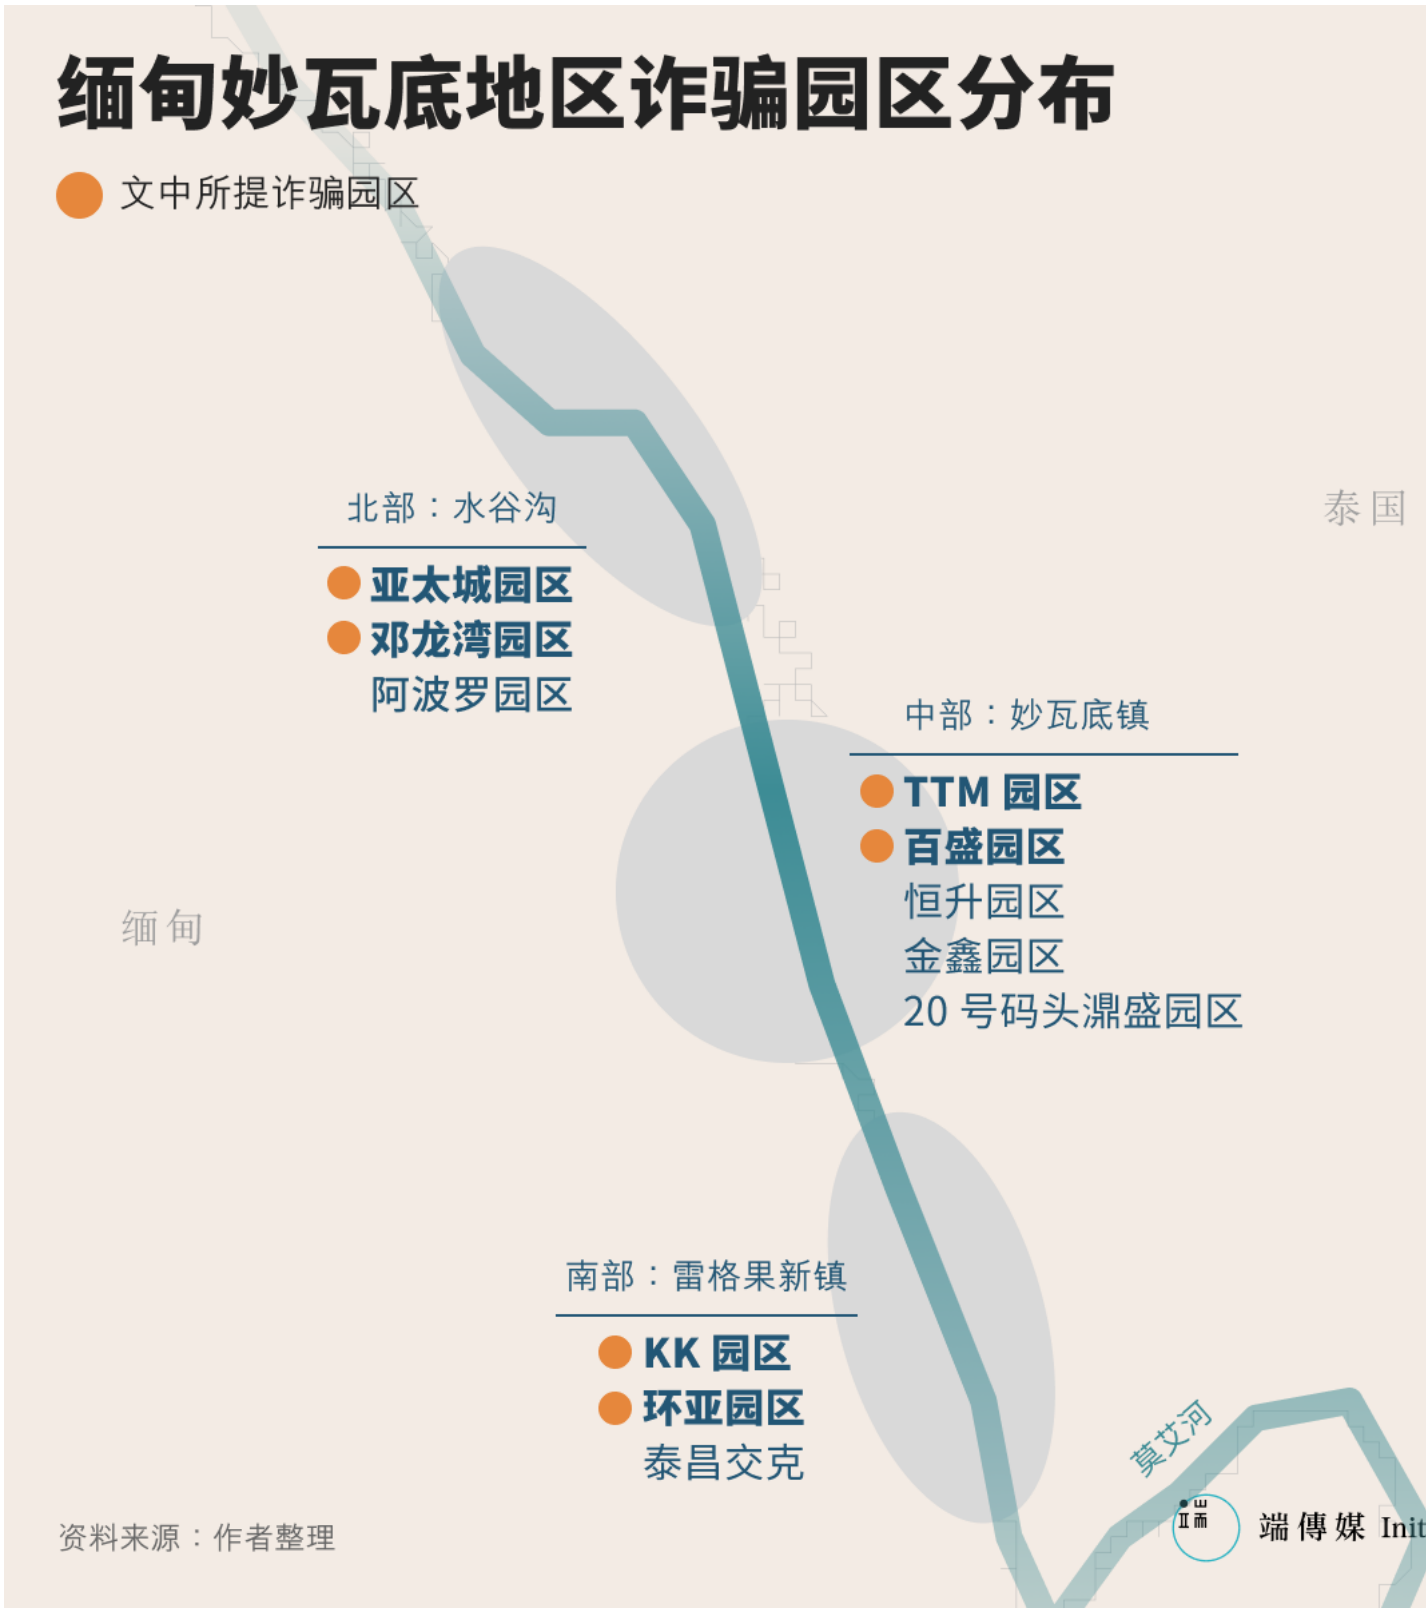 缅甸妙瓦底地区诈骗园区分布
文中所提诈骗园区
北部：水谷沟
亚太城园区
邓龙湾园区
阿波罗园区
泰国
中部：妙瓦底镇
TTM 园区
百盛园区
恒升园区
金鑫园区
20 号码头濎盛园区
缅甸
南部：雷格果新镇
KK 园区
环亚园区
泰昌交克
莫艾河
资料来源：作者整理
端傳媒 Init